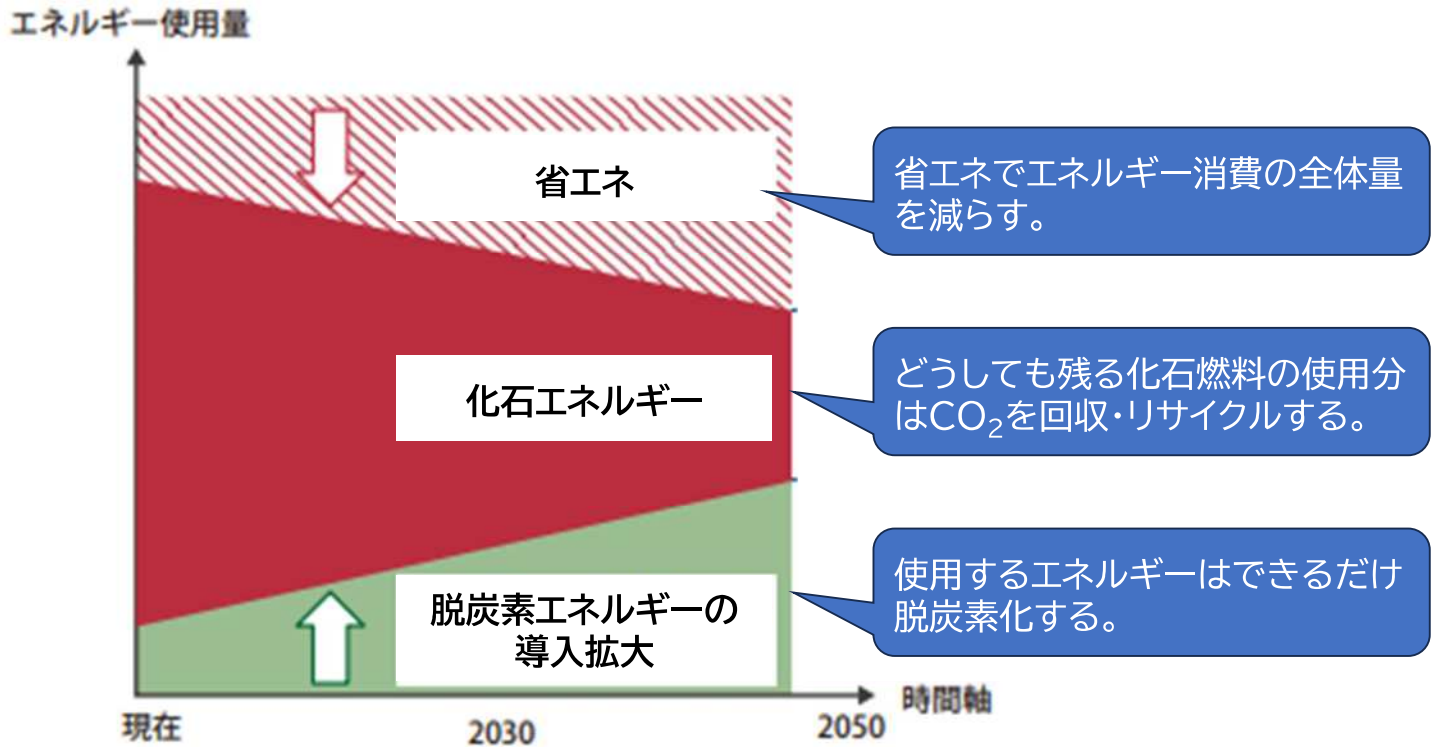 エネルギー使用量
省エネ
省エネでエネルギー消費の全体量
を減らす。
化石エネルギー
どうしても残る化石燃料の使用分
はCO₂を回収・リサイクルする。
脱炭素エネルギーの
導入拡大
使用するエネルギーはできるだけ
脱炭素化する。
時間軸
現在
2030
2050